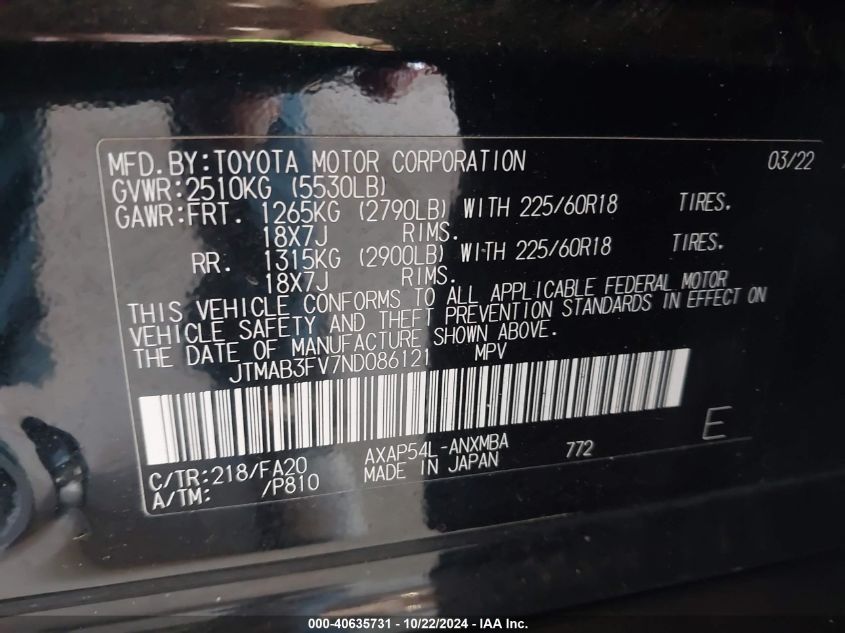 MFD.BY:TOYOTA MOTOR CORPORATION 03/22
GVWR:2510KG (5530LB)
GAWR:FRT. 1265KG (2790LB) WITH 225/60R18 TIRES.
18X7J RIMS.
RR. 1315KG (2900LB) WITH 225/60R18 TIRES.
18X7J RIMS.
THIS VEHICLE CONFORMS TO ALL APPLICABLE FEDERAL MOTOR
VEHICLE SAFETY AND THEFT PREVENTION STANDARDS IN EFFECT ON
THE DATE OF MANUFACTURE SHOWN ABOVE.
JTMAB3FV7ND086121 MPV
C/TR:218/FA20 AXAP54L-ANXMBA 772 E
A/TM: /P810 MADE IN JAPAN
000-40635731 - 10/22/2024 - IAA Inc.